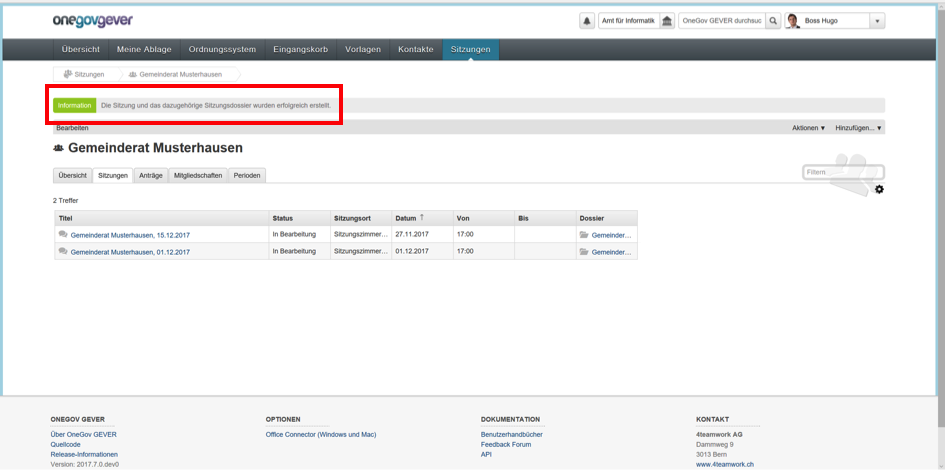 onegovgever
Amt für Informatik
OneGov GEVER durchsuc
Boss Hugo
Übersicht Meine Ablage Ordnungssystem Eingangskorb Vorlagen Kontakte Sitzungen
Sitzungen Gemeinderat Musterhausen
Information Die Sitzung und das dazugehörige Sitzungsdossier wurden erfolgreich erstellt.
Bearbeiten Aktionen ▼ Hinzufügen... ▼
Gemeinderat Musterhausen
Übersicht Sitzungen Anträge Mitgliedschaften Perioden
Filtern
2 Treffer
Titel Status Sitzungsort Datum ↑ Von Bis Dossier
Gemeinderat Musterhausen, 15.12.2017 In Bearbeitung Sitzungszimmer... 27.11.2017 17:00 Gemeinder...
Gemeinderat Musterhausen, 01.12.2017 In Bearbeitung Sitzungszimmer... 01.12.2017 17:00 Gemeinder...
ONEGOV GEVER
Über OneGov GEVER
Quellcode
Release-Informationen
Version: 2017.7.0.dev0
OPTIONEN
Office Connector (Windows und Mac)
DOKUMENTATION
Benutzerhandbücher
Feedback Forum
API
KONTAKT
4teamwork AG
Dammweg 9
3013 Bern
www.4teamwork.ch